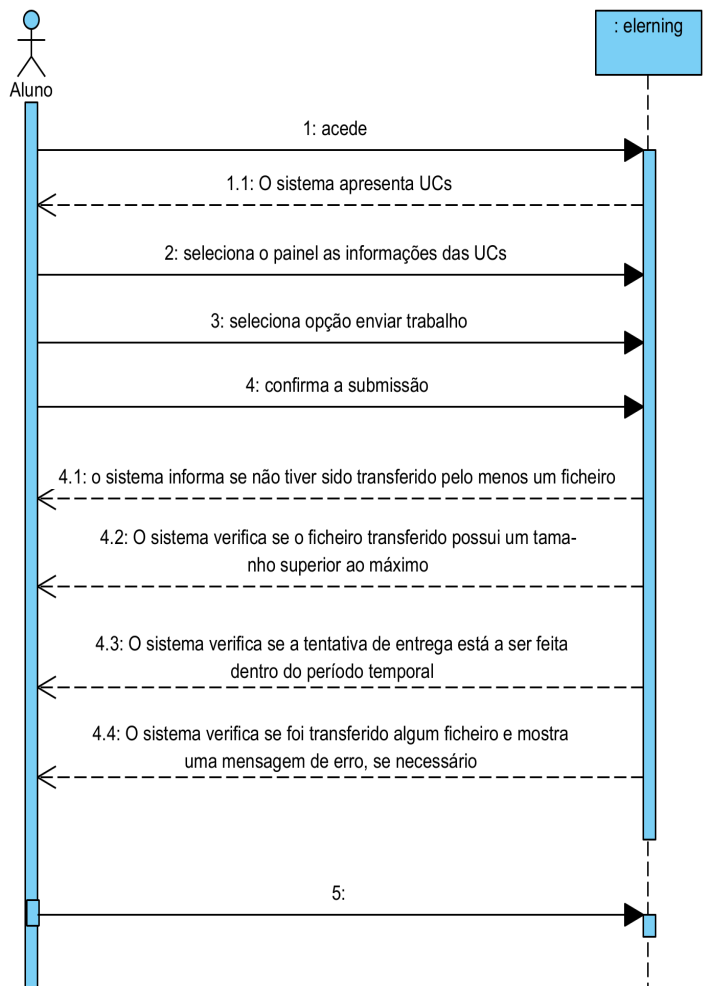 : elerning
Aluno
1: acede
1.1: O sistema apresenta UCs
2: seleciona o painel as informações das UCs
3: seleciona opção enviar trabalho
4: confirma a submissão
4.1: o sistema informa se não tiver sido transferido pelo menos um ficheiro
4.2: O sistema verifica se o ficheiro transferido possui um tama-
nho superior ao máximo
4.3: O sistema verifica se a tentativa de entrega está a ser feita
dentro do período temporal
4.4: O sistema verifica se foi transferido algum ficheiro e mostra
uma mensagem de erro, se necessário
5: